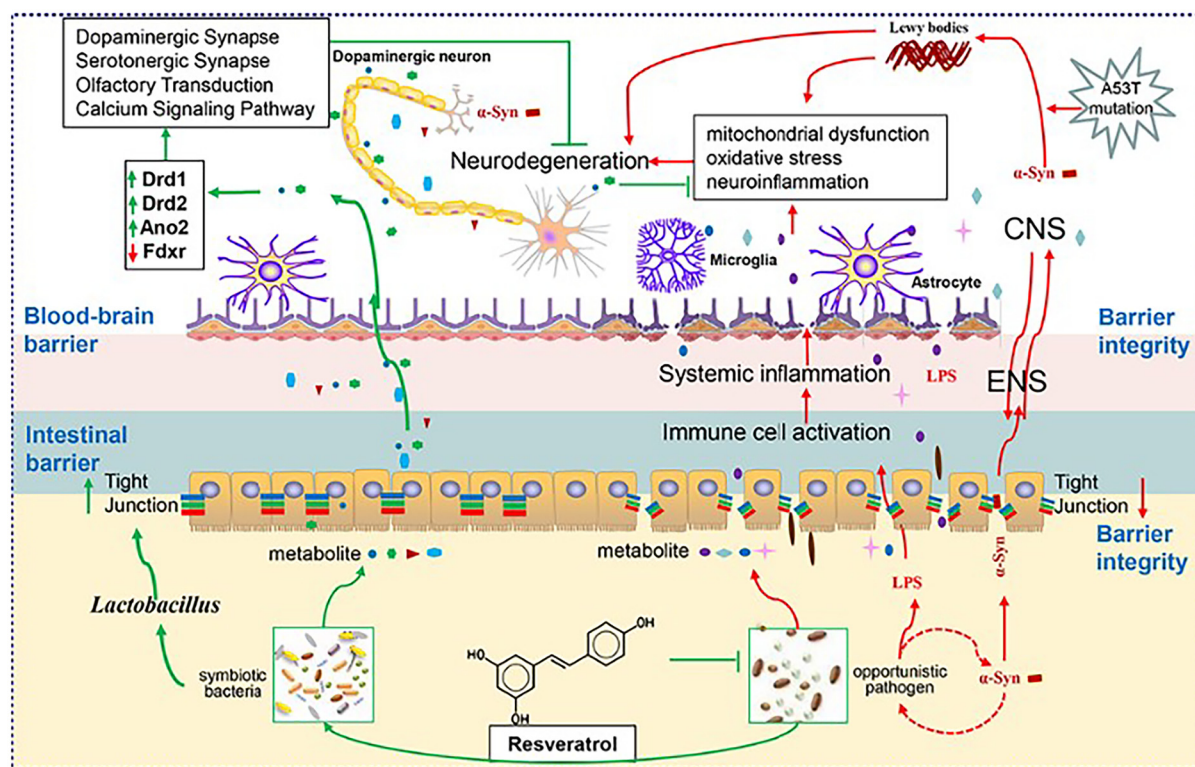 Dopaminergic Synapse
Serotonergic Synapse
Olfactory Transduction
Calcium Signaling Pathway
Dopaminergic neuron
α-Syn
Lewy bodies
A53T
mutation
Neurodegeneration
mitochondrial dysfunction
oxidative stress
neuroinflammation
α-Syn
Drd1
Drd2
Ano2
Fdxr
Microglia
Astrocyte
CNS
Blood-brain
barrier
Barrier
integrity
Systemic inflammation
LPS
ENS
Immune cell activation
Intestinal
barrier
Tight
Junction
Tight
Junction
Barrier
integrity
metabolite
metabolite
α-Syn
LPS
Lactobacillus
symbiotic
bacteria
HO
OH
OH
Resveratrol
opportunistic
pathogen
α-Syn